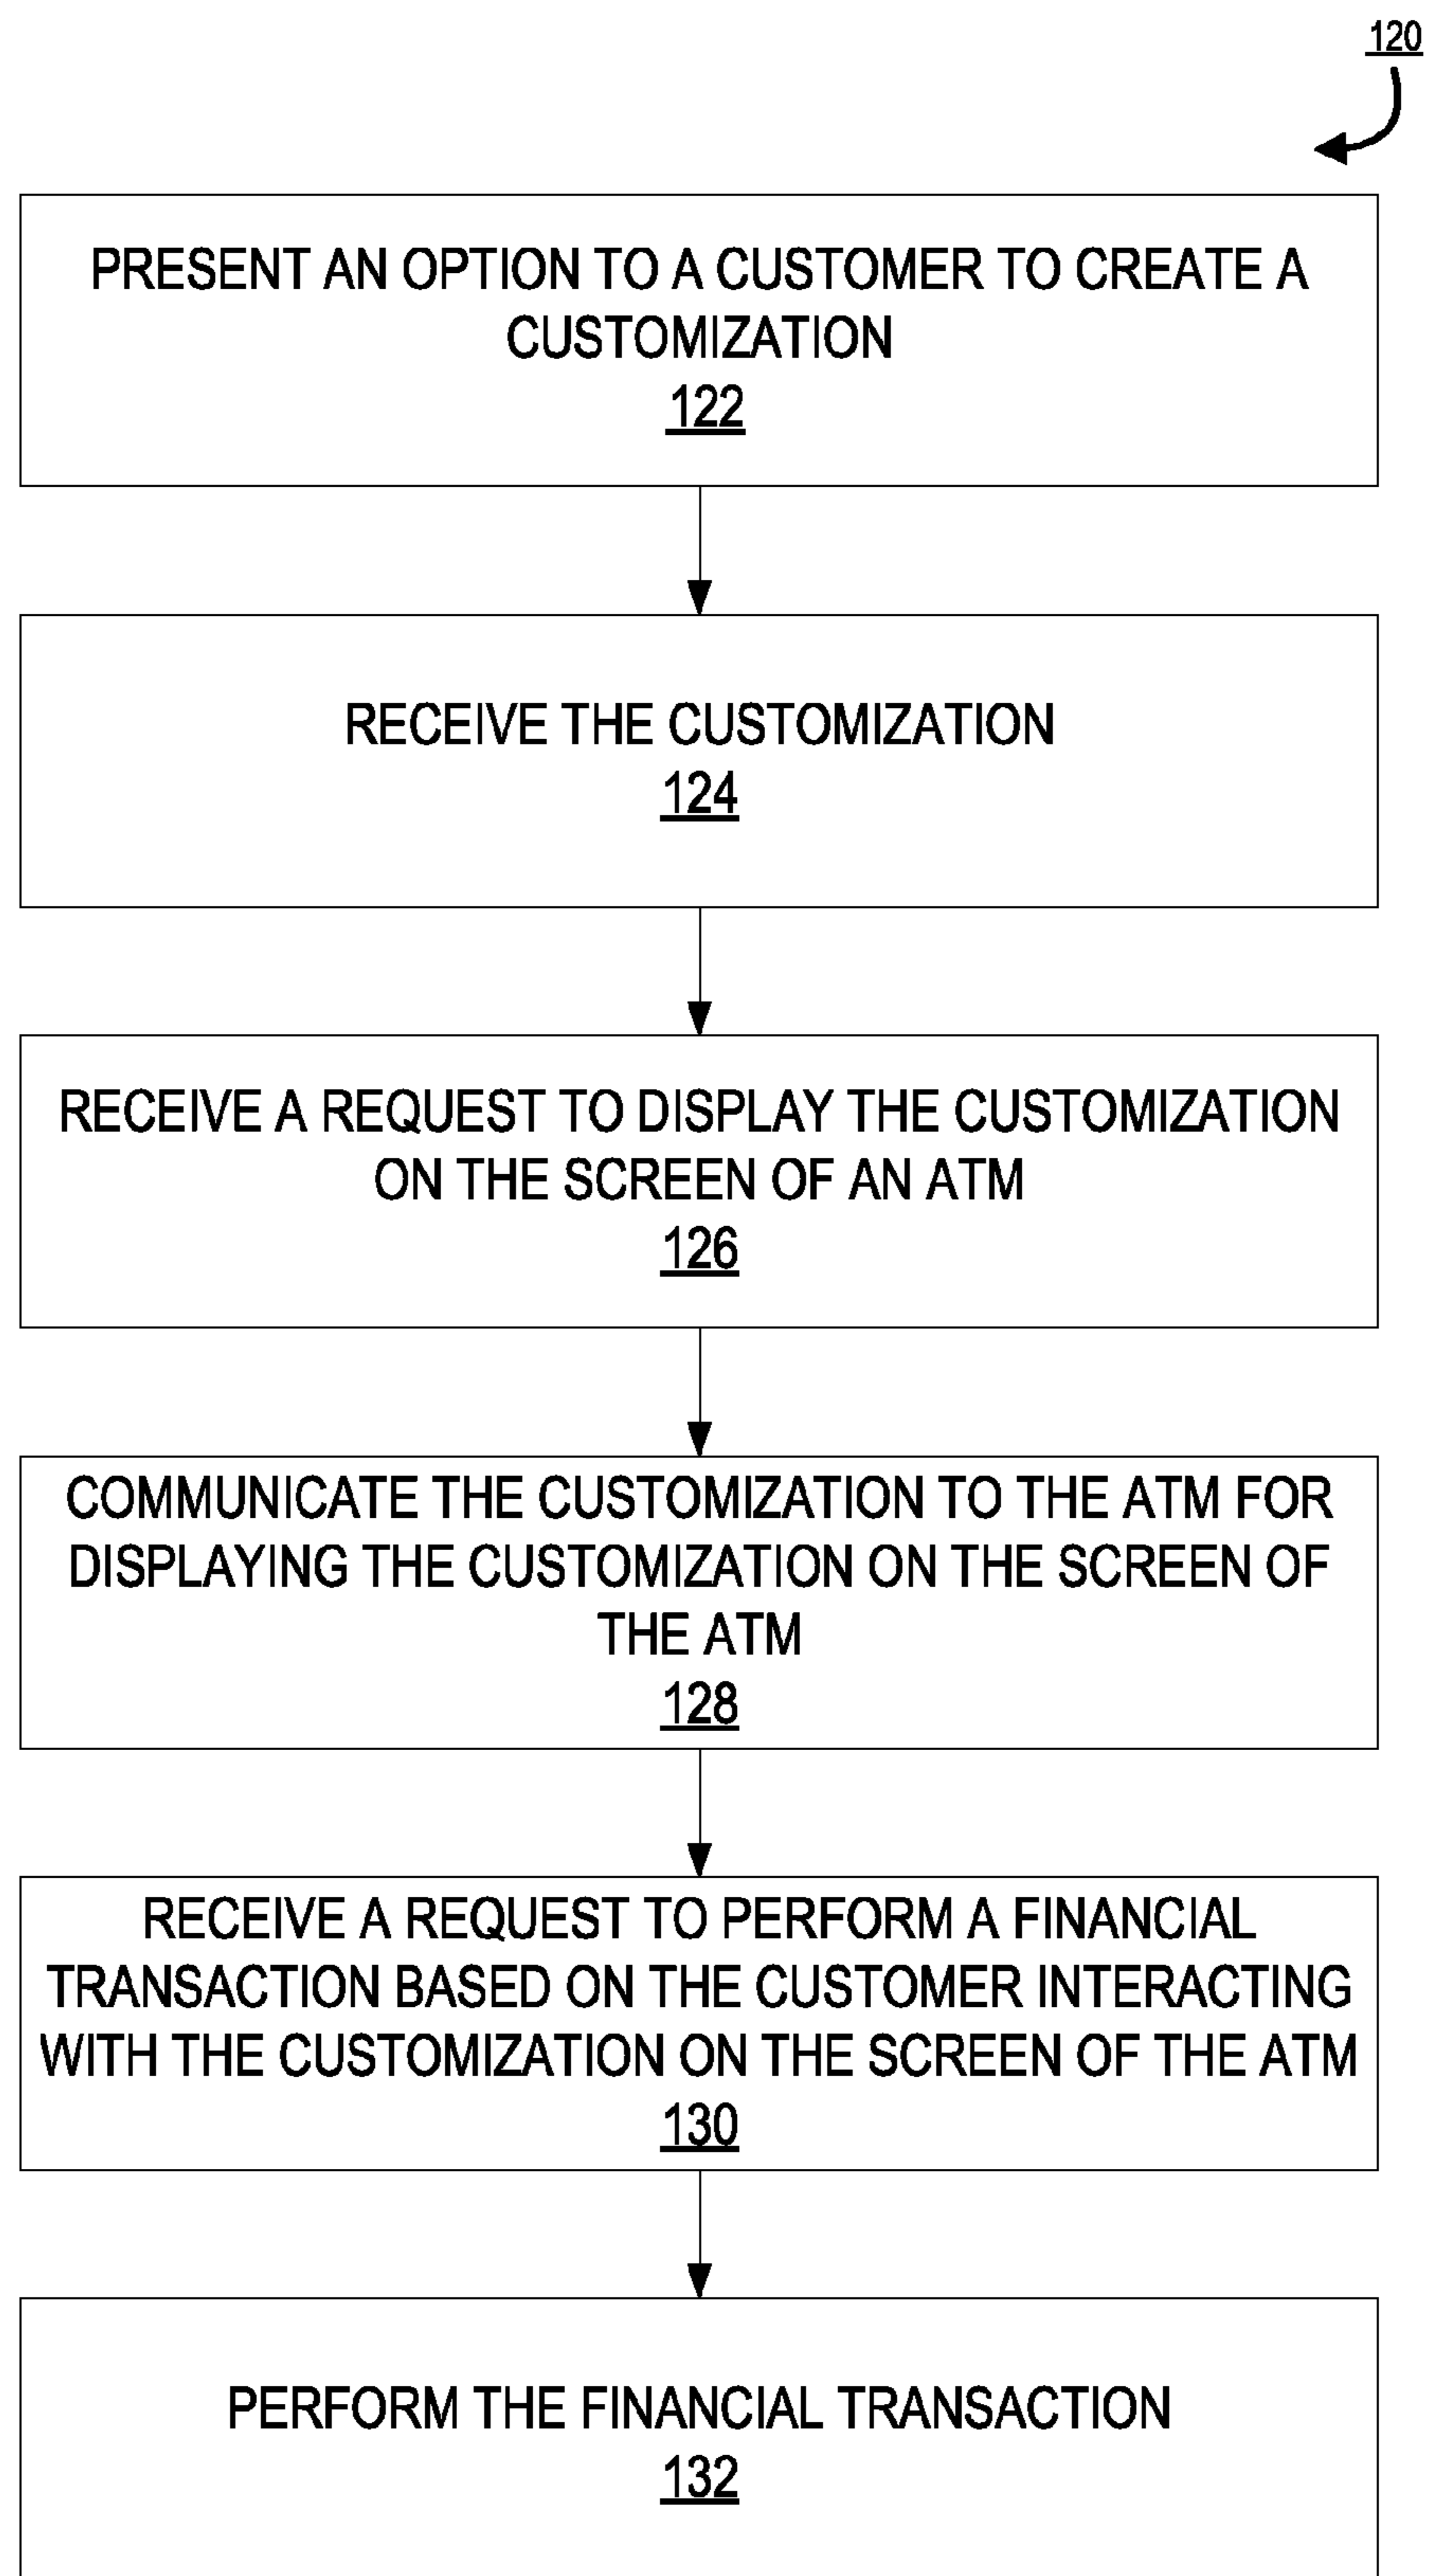 120
PRESENT AN OPTION TO A CUSTOMER TO CREATE A
CUSTOMIZATION
122
RECEIVE THE CUSTOMIZATION
124
RECEIVE A REQUEST TO DISPLAY THE CUSTOMIZATION
ON THE SCREEN OF AN ATM
126
COMMUNICATE THE CUSTOMIZATION TO THE ATM FOR
DISPLAYING THE CUSTOMIZATION ON THE SCREEN OF
THE ATM
128
RECEIVE A REQUEST TO PERFORM A FINANCIAL
TRANSACTION BASED ON THE CUSTOMER INTERACTING
WITH THE CUSTOMIZATION ON THE SCREEN OF THE ATM
130
PERFORM THE FINANCIAL TRANSACTION
132